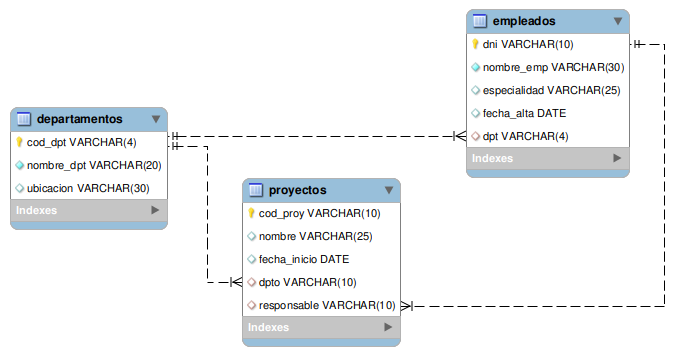 empleados
dni VARCHAR(10)
nombre_emp VARCHAR(30)
especialidad VARCHAR(25)
fecha_alta DATE
dpt VARCHAR(4)
Indexes
departamentos
cod_dpt VARCHAR(4)
nombre_dpt VARCHAR(20)
ubicacion VARCHAR(30)
Indexes
proyectos
cod_proy VARCHAR(10)
nombre VARCHAR(25)
fecha_inicio DATE
dpto VARCHAR(10)
responsable VARCHAR(10)
Indexes